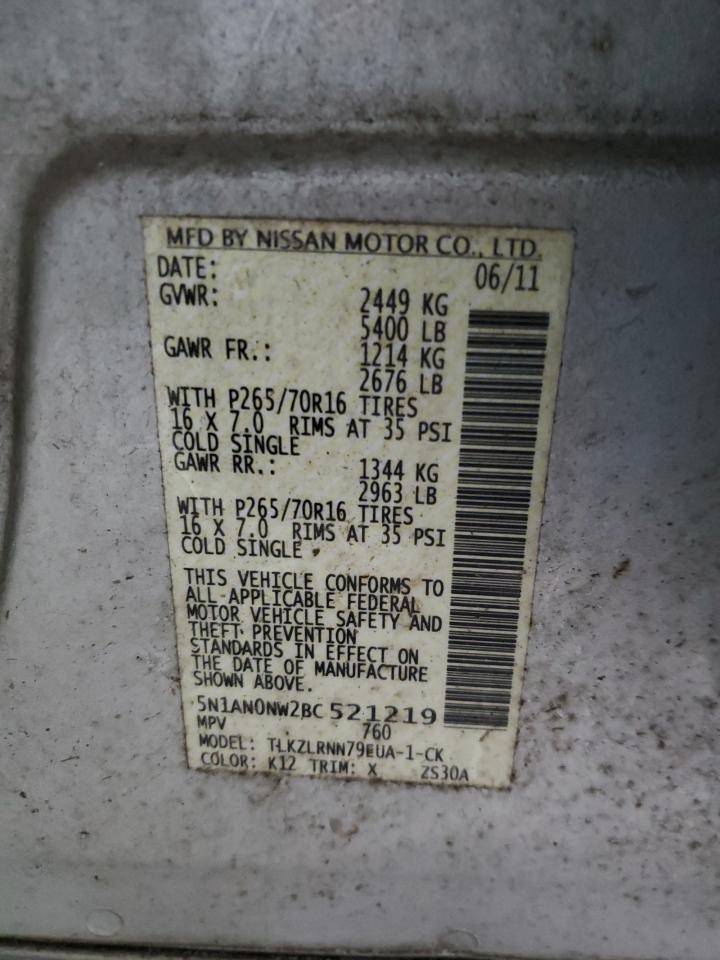 MFD BY NISSAN MOTOR CO., LTD.
DATE: 06/11
GVWR: 2449 KG
5400 LB
GAWR FR.: 1214 KG
2676 LB
WITH P265/70R16 TIRES
16 X 7.0 RIMS AT 35 PSI
COLD SINGLE
GAWR RR.: 1344 KG
2963 LB
WITH P265/70R16 TIRES
16 X 7.0 RIMS AT 35 PSI
COLD SINGLE
THIS VEHICLE CONFORMS TO
ALL APPLICABLE FEDERAL
MOTOR VEHICLE SAFETY AND
THEFT PREVENTION
STANDARDS IN EFFECT ON
THE DATE OF MANUFACTURE
SHOWN ABOVE.
5N1AN0NW2BC 521219
MPV 760
MODEL: TLKZLRNN79EUA-1-CK
COLOR: K12 TRIM: X ZS30A